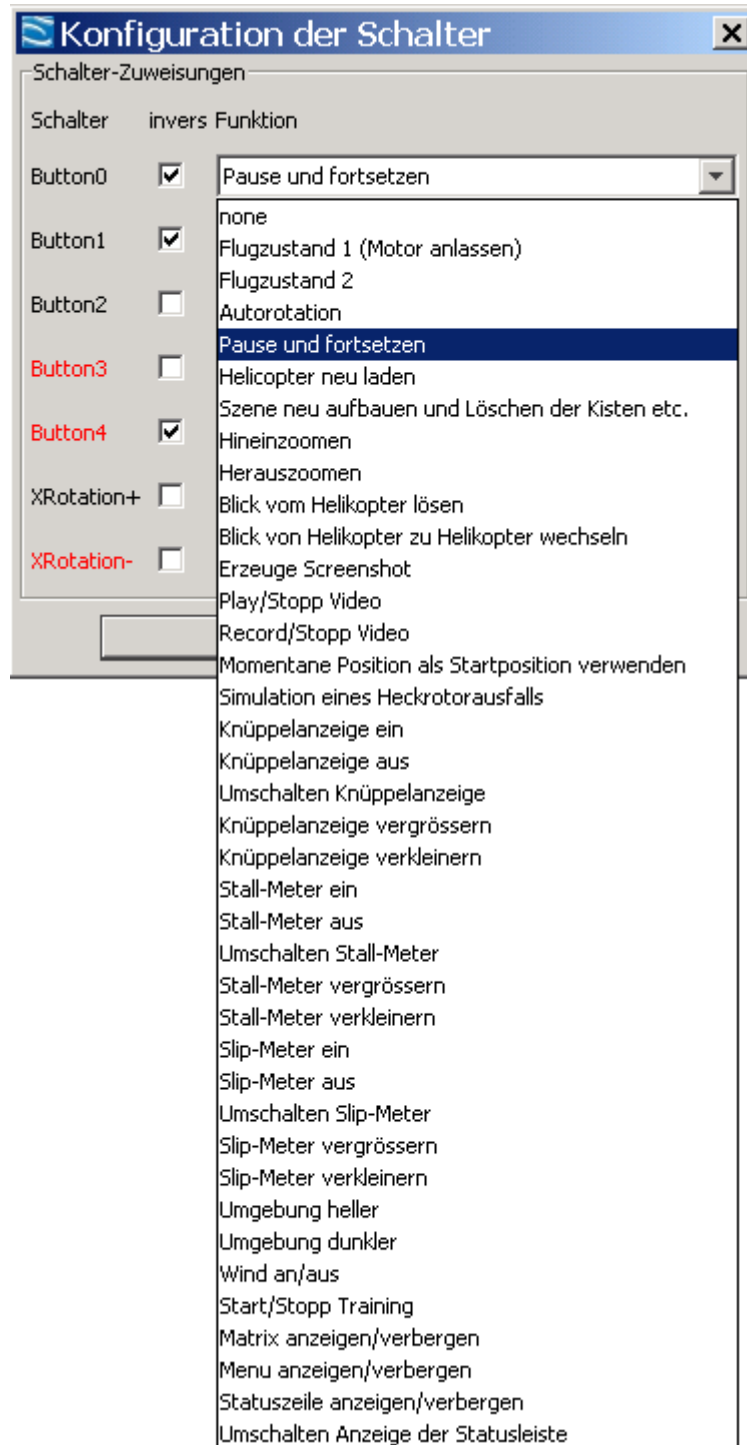 Konfiguration der Schalter
Schalter-Zuweisungen
Schalter invers Funktion
Button0 Pause und fortsetzen
Button1
Button2
Button3
Button4
XRotation+
XRotation-
none
Flugzustand 1 (Motor anlassen)
Flugzustand 2
Autorotation
Pause und fortsetzen
Helicopter neu laden
Szene neu aufbauen und Löschen der Kisten etc.
Hineinzoomen
Herauszoomen
Blick vom Helikopter lösen
Blick von Helikopter zu Helikopter wechseln
Erzeuge Screenshot
Play/Stopp Video
Record/Stopp Video
Momentane Position als Startposition verwenden
Simulation eines Heckrotorausfalls
Knüppelanzeige ein
Knüppelanzeige aus
Umschalten Knüppelanzeige
Knüppelanzeige vergrössern
Knüppelanzeige verkleinern
Stall-Meter ein
Stall-Meter aus
Umschalten Stall-Meter
Stall-Meter vergrössern
Stall-Meter verkleinern
Slip-Meter ein
Slip-Meter aus
Umschalten Slip-Meter
Slip-Meter vergrössern
Slip-Meter verkleinern
Umgebung heller
Umgebung dunkler
Wind an/aus
Start/Stopp Training
Matrix anzeigen/verbergen
Menu anzeigen/verbergen
Statuszeile anzeigen/verbergen
Umschalten Anzeige der Statusleiste